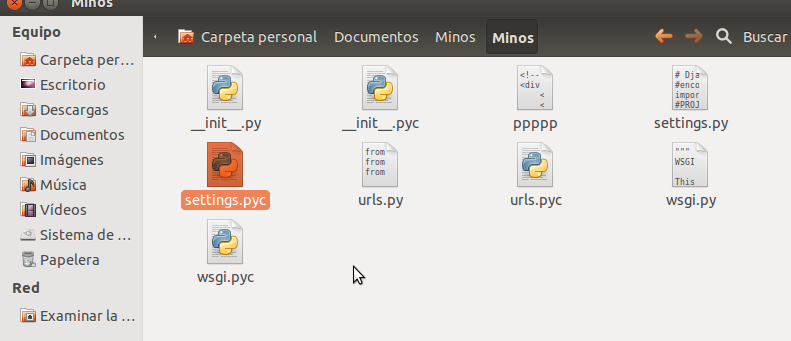 Minos
Equipo
Carpeta per...
Escritorio
Descargas
Documentos
Imágenes
Música
Vídeos
Sistema de ...
Papelera
Red
Examinar la ...
Carpeta personal Documentos Minos Minos Buscar
__init__.py __init__.pyc ppppp settings.py
settings.pyc urls.py urls.pyc wsgi.py
wsgi.pyc
<!--
<div
<
<
# Dja
#enco
impor
#PROJ
from
from
from
"""
WSGI
This